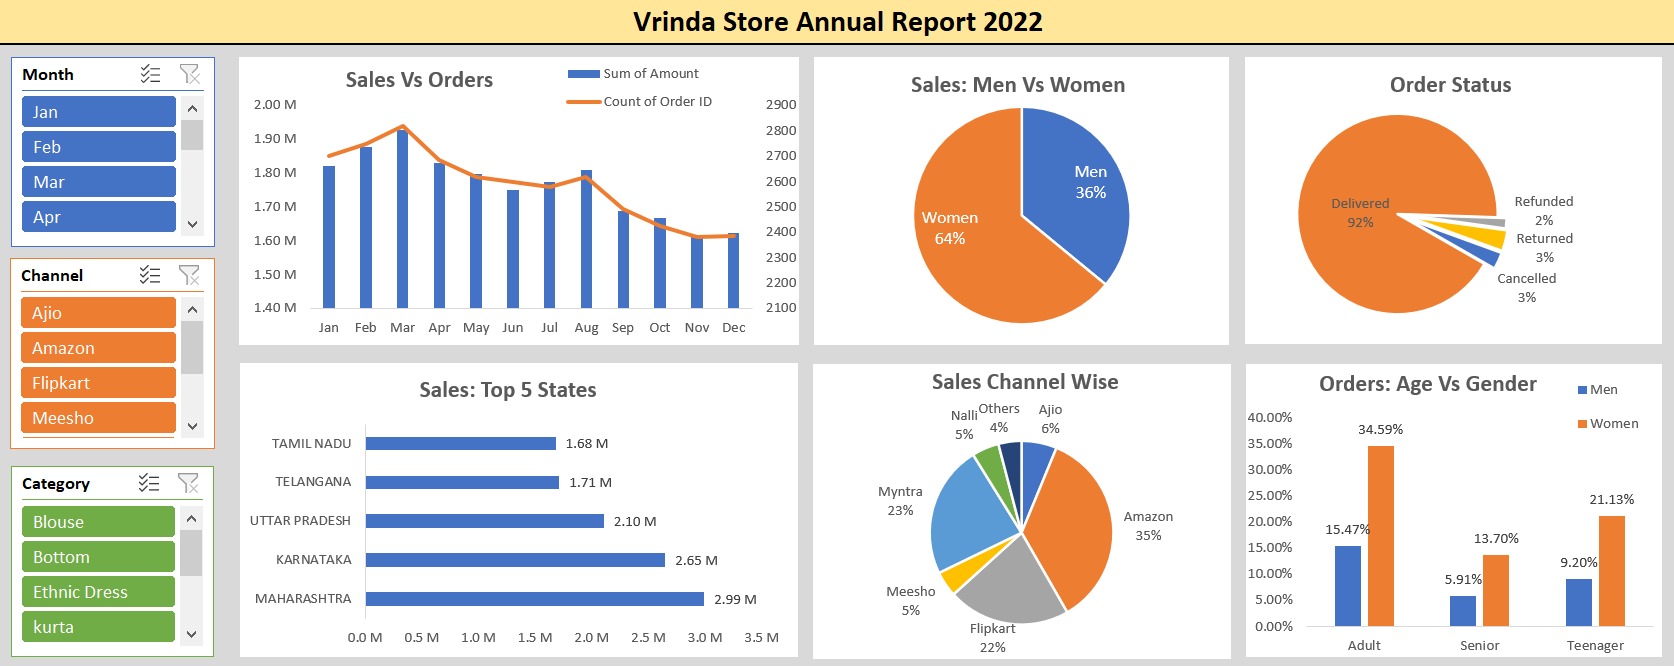 Vrinda Store Annual Report 2022
Month
Jan
Feb
Mar
Apr
Channel
Ajio
Amazon
Flipkart
Meesho
Category
Blouse
Bottom
Ethnic Dress
kurta
Sales Vs Orders
Sum of Amount
Count of Order ID
2.00 M
1.90 M
1.80 M
1.70 M
1.60 M
1.50 M
1.40 M
2900
2800
2700
2600
2500
2400
2300
2200
2100
Jan Feb Mar Apr May Jun Jul Aug Sep Oct Nov Dec
Sales: Men Vs Women
Men
36%
Women
64%
Order Status
Delivered
92%
Refunded
2%
Returned
3%
Cancelled
3%
Sales: Top 5 States
TAMIL NADU 1.68 M
TELANGANA 1.71 M
UTTAR PRADESH 2.10 M
KARNATAKA 2.65 M
MAHARASHTRA 2.99 M
0.0 M 0.5 M 1.0 M 1.5 M 2.0 M 2.5 M 3.0 M 3.5 M
Sales Channel Wise
Nalli
5%
Others
4%
Ajio
6%
Myntra
23%
Amazon
35%
Meesho
5%
Flipkart
22%
Orders: Age Vs Gender
Men
Women
40.00%
35.00%
30.00%
25.00%
20.00%
15.00%
10.00%
5.00%
0.00%
15.47%
34.59%
5.91%
13.70%
9.20%
21.13%
Adult Senior Teenager